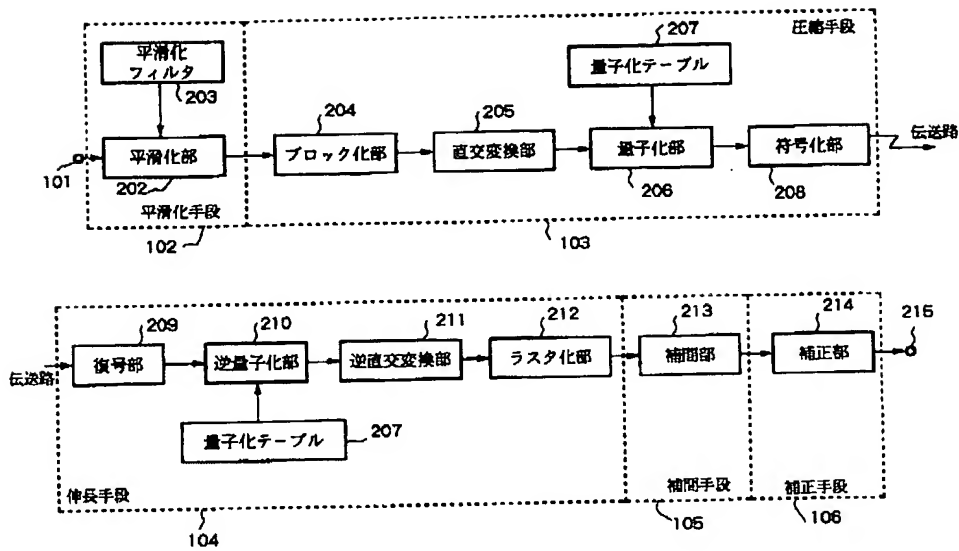 207
圧縮手段
平滑化
フィルタ
203
量子化テーブル
204
205
伝送路
平滑化部
ブロック化部
直交変換部
量子化部
符号化部
101
202
206
208
平滑化手段
102
103
209
210
211
212
213
214
215
復号部
逆量子化部
逆直交変換部
ラスタ化部
補間部
補正部
伝送路
量子化テーブル
207
伸長手段
補間手段
補正手段
104
105
106